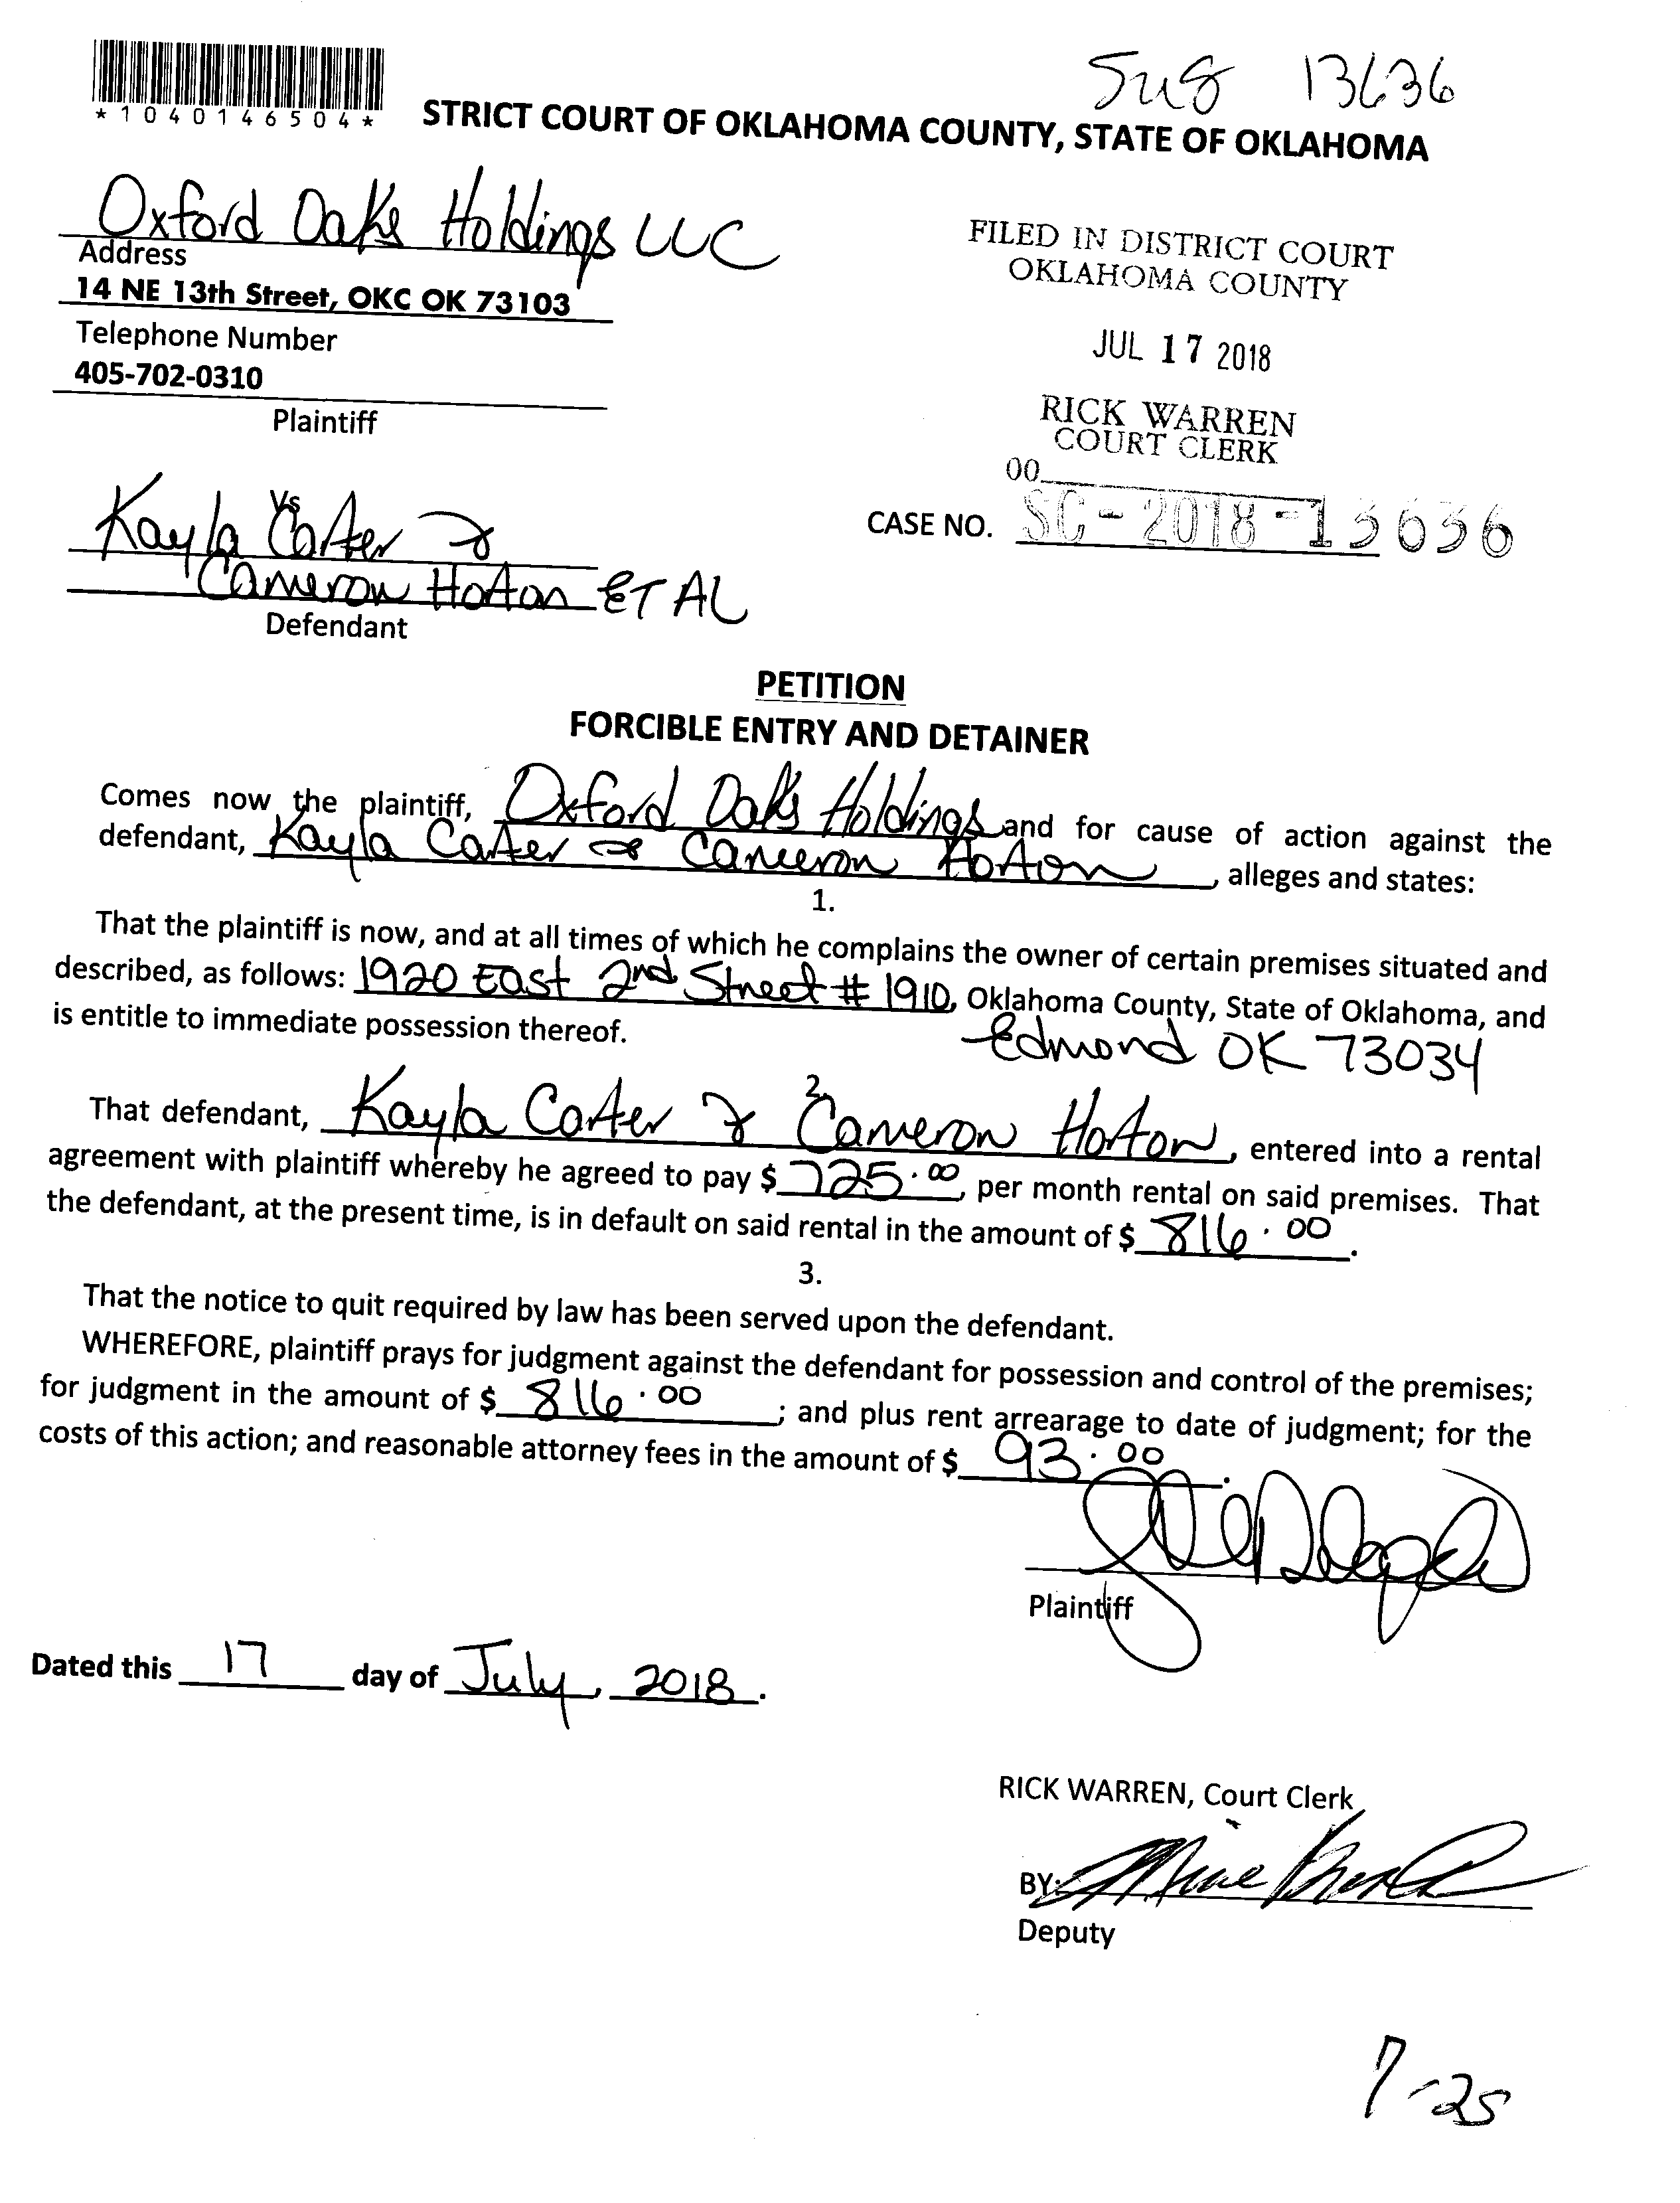 5218 13636
*1040146504*
STRICT COURT OF OKLAHOMA COUNTY, STATE OF OKLAHOMA
Oxford Oaks Holdings LLC
Address
14 NE 13th Street, OKC OK 73103
Telephone Number
405-702-0310
Plaintiff
FILED IN DISTRICT COURT
OKLAHOMA COUNTY
JUL 17 2018
RICK WARREN
COURT CLERK
00
CASE NO. SC-2018-13636
Vs
Kayla Carter &
Cameron Horton ET AL
Defendant
PETITION
FORCIBLE ENTRY AND DETAINER
Comes now the plaintiff, Oxford Oaks Holdings and for cause of action against the
defendant, Kayla Carter & Cameron Horton, alleges and states:
1.
That the plaintiff is now, and at all times of which he complains the owner of certain premises situated and
described, as follows: 1920 East 2nd Street # 1910, Oklahoma County, State of Oklahoma, and
is entitle to immediate possession thereof. Edmond OK 73034
2.
That defendant, Kayla Carter & Cameron Horton, entered into a rental
agreement with plaintiff whereby he agreed to pay $ 725.00, per month rental on said premises. That
the defendant, at the present time, is in default on said rental in the amount of $ 816.00.
3.
That the notice to quit required by law has been served upon the defendant.
WHEREFORE, plaintiff prays for judgment against the defendant for possession and control of the premises;
for judgment in the amount of $ 816.00; and plus rent arrearage to date of judgment; for the
costs of this action; and reasonable attorney fees in the amount of $ 93.00.
Plaintiff
Dated this 17 day of July, 2018.
RICK WARREN, Court Clerk
BY:
Deputy
7-25